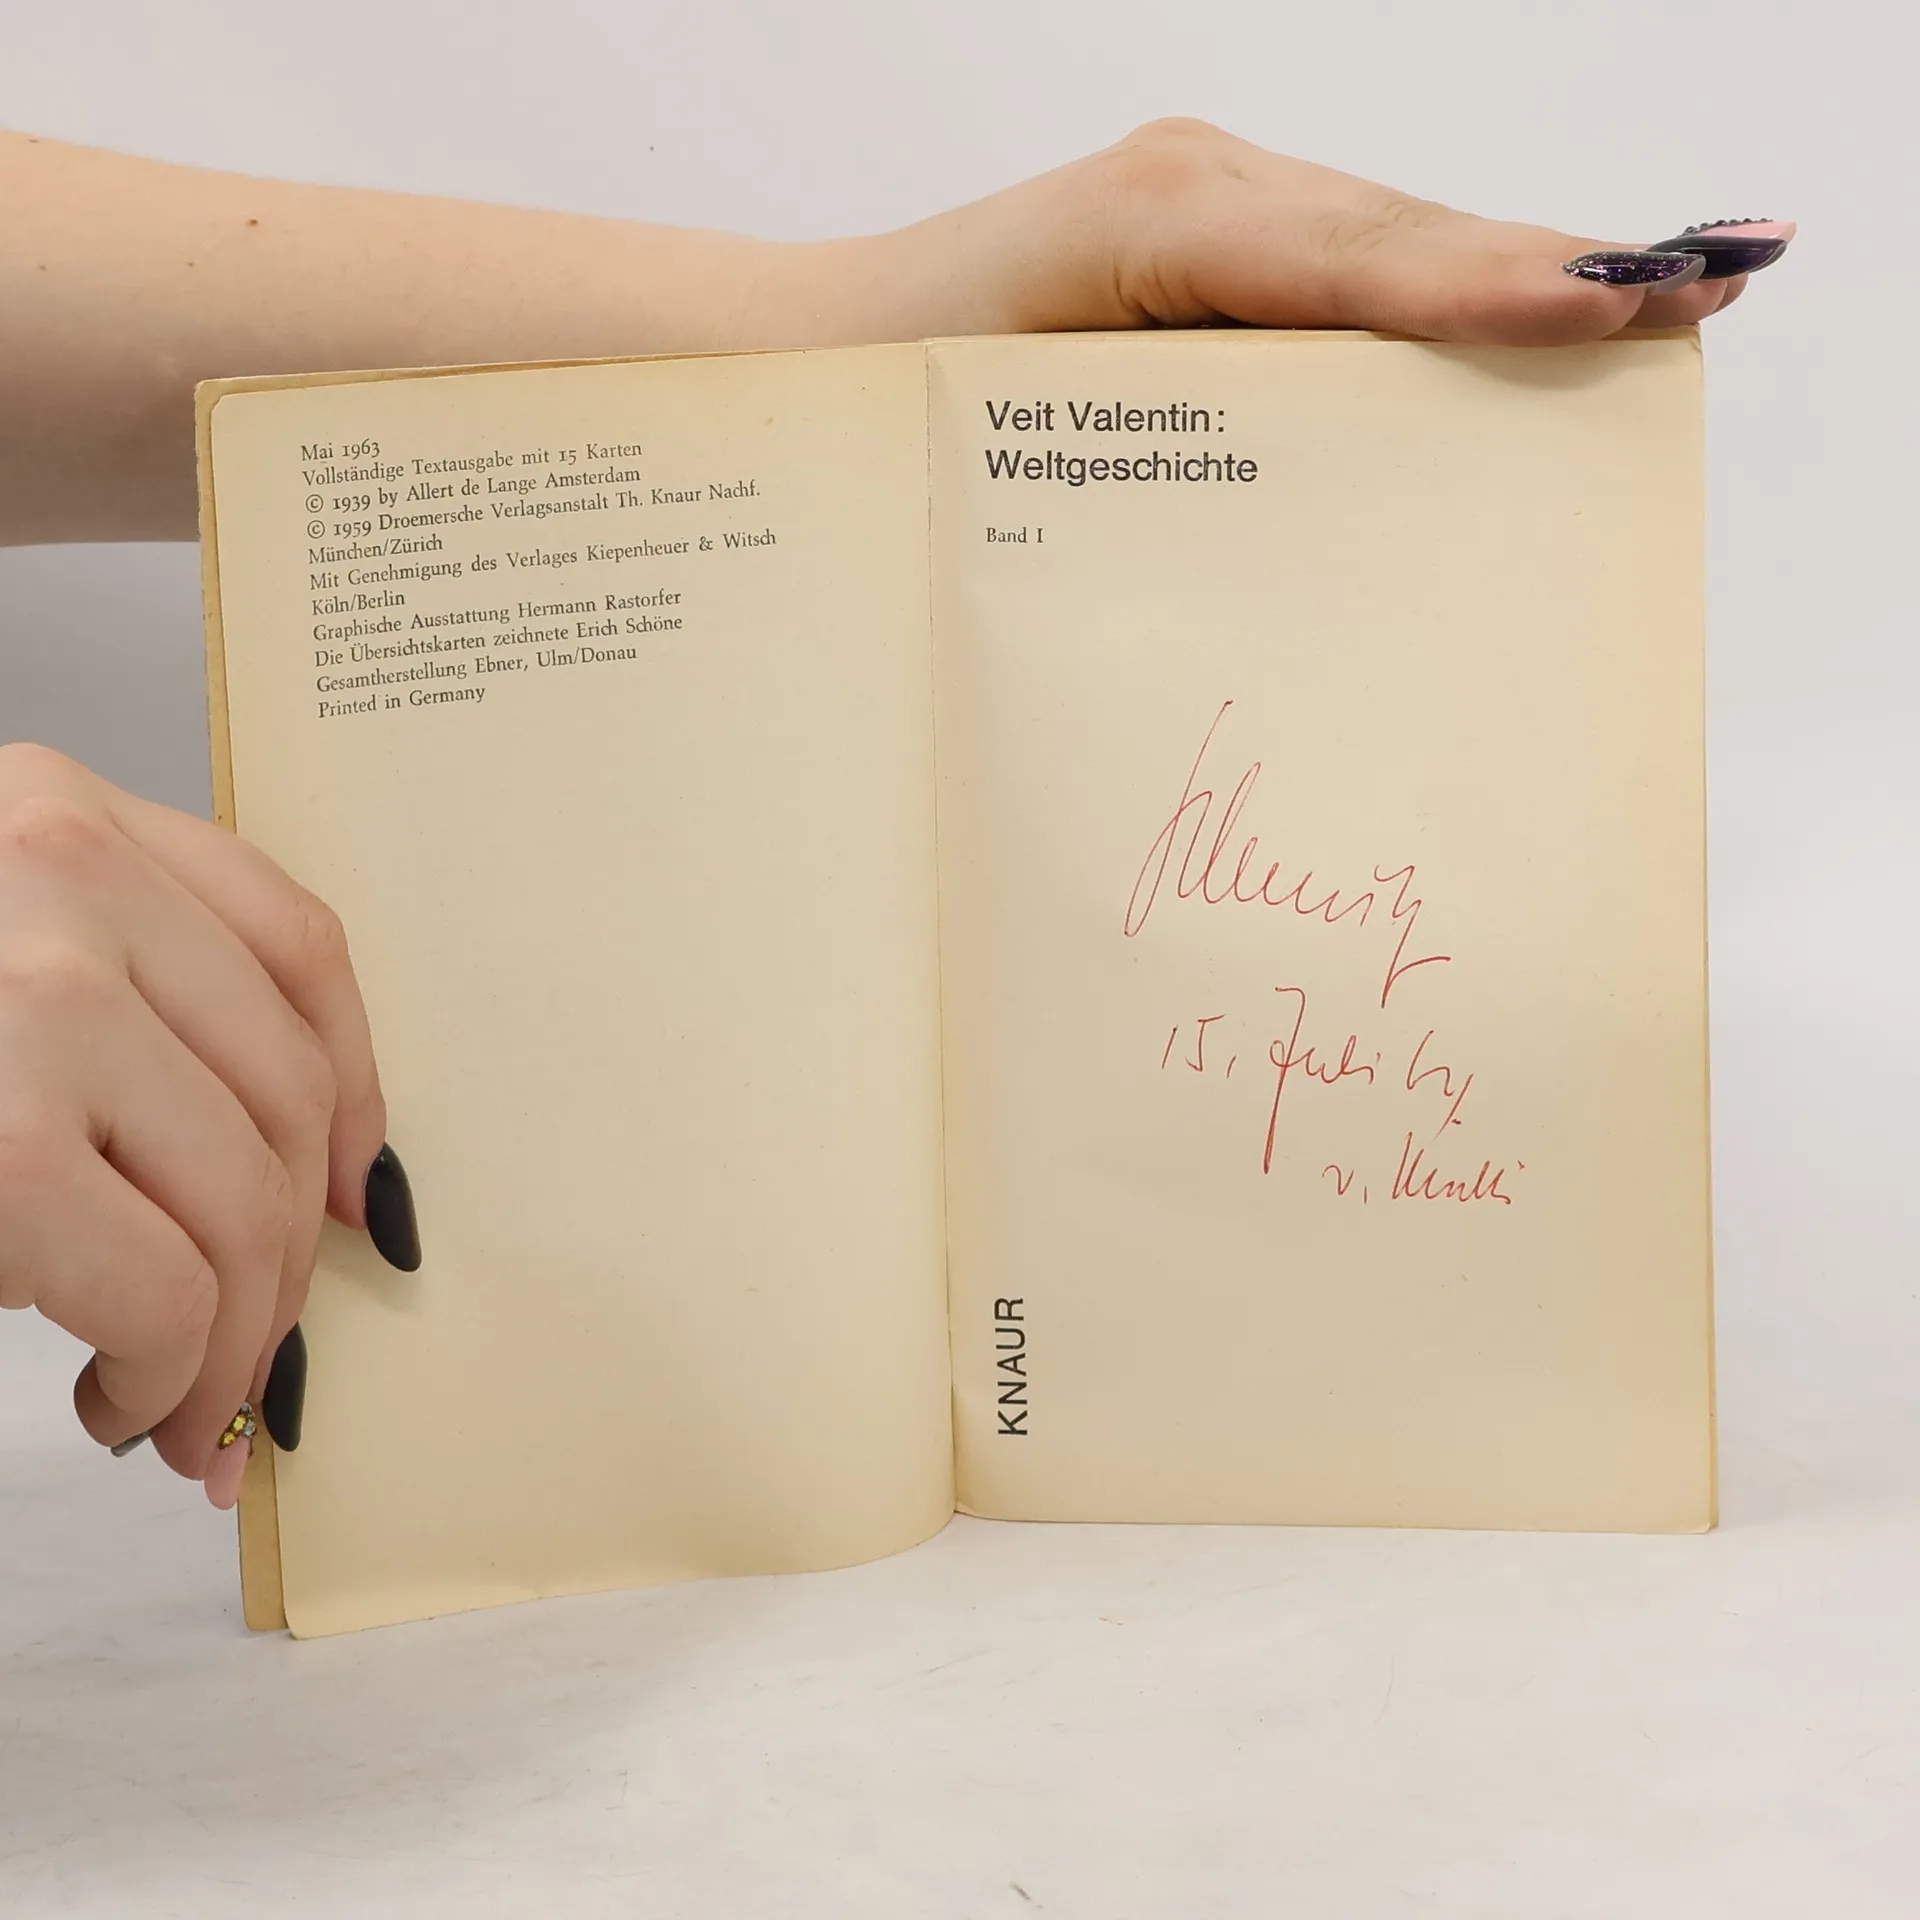 Mai 1963
Vollständige Textausgabe mit 15 Karten
© 1939 by Allert de Lange Amsterdam
© 1959 Droemersche Verlagsanstalt Th. Knaur Nachf.
München/Zürich
Mit Genehmigung des Verlages Kiepenheuer & Witsch
Köln/Berlin
Graphische Ausstattung Hermann Rastorfer
Die Übersichtskarten zeichnete Erich Schöne
Gesamtherstellung Ebner, Ulm/Donau
Printed in Germany
Veit Valentin:
Weltgeschichte
Band I
15. Juli
v.
KNAUR